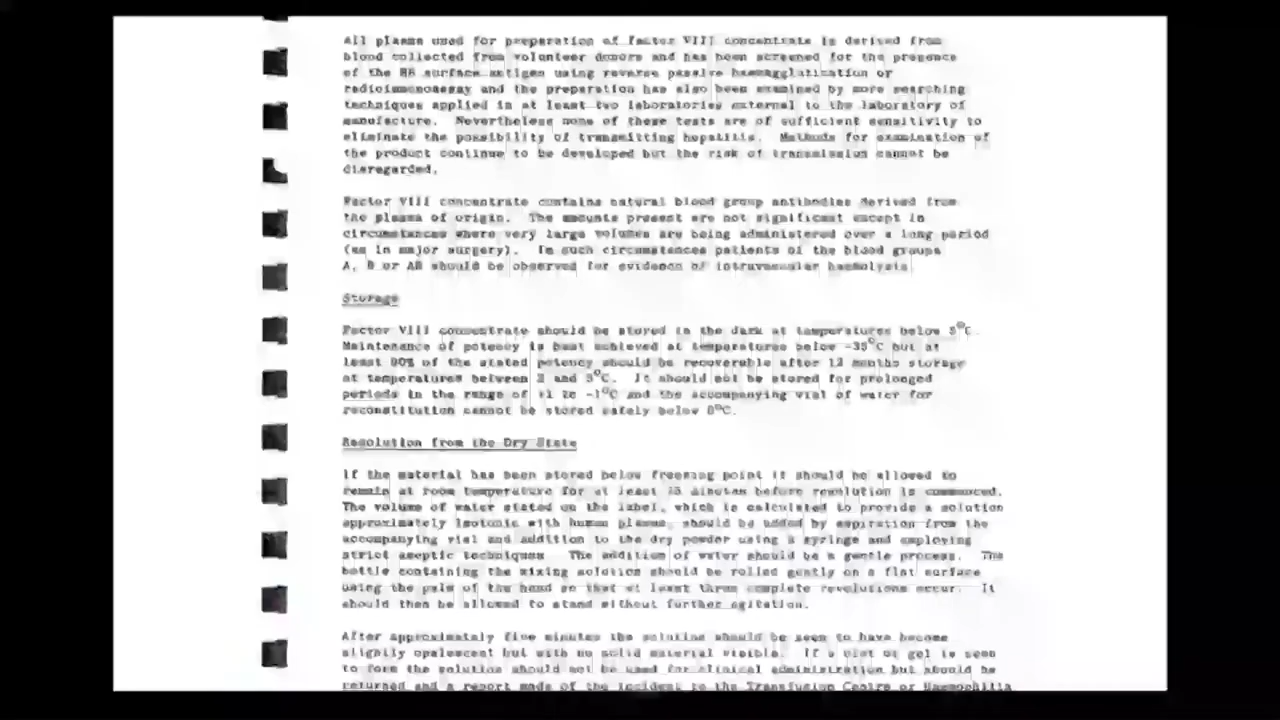 All plasma used for preparation of factor VIII concentrate is derived from
blood collected from volunteer donors and has been screened for the presence
of the HB surface antigen using reverse passive haemagglutination or
radioimmunoassay and the preparation has also been examined by more searching
techniques applied in at least two laboratories external to the laboratory of
manufacture. Nevertheless none of these tests are of sufficient sensitivity to
eliminate the possibility of transmitting hepatitis. Methods for examination of
the product continue to be developed but the risk of transmission cannot be
disregarded.
Factor VIII concentrate contains natural blood group antibodies derived from
the plasma of origin. The amounts present are not significant except in
circumstances where very large volumes are being administered over a long period
(as in major surgery). In such circumstances patients of the blood groups
A, B or AB should be observed for evidence of intravascular haemolysis
Storage
Factor VIII concentrate should be stored in the dark at temperatures below 5°C.
Maintenance of potency is best achieved at temperatures below C but at
least of the stated potency should be recoverable after 12 months storage
at temperatures between 2 and 5°C. It should not be stored for prolonged
periods in the range of +1 to -1°C and the accompanying vial of water for
reconstitution cannot be stored safely below 0°C.
Resolution from the Dry State
If the material has been stored below freezing point it should be allowed to
remain at room temperature for at least minutes before resolution is commenced.
The volume of water stated on the label, which is calculated to provide a solution
approximately isotonic with human plasma, should be added by aspiration from the
accompanying vial and addition to the dry powder using a syringe and employing
strict aseptic techniques. The addition of water should be a gentle process. The
bottle containing the mixing solution should be rolled gently on a flat surface
using the palm of the hand so that at least three complete revolutions occur. It
should then be allowed to stand without further agitation.
After approximately five minutes the solution should be seen to have become
slightly opalescent but with no solid material visible. If a clot or gel is seen
to form the solution should not be used for clinical administration but should be
returned and a report made of the incident to the Transfusion Centre or Haemophilia